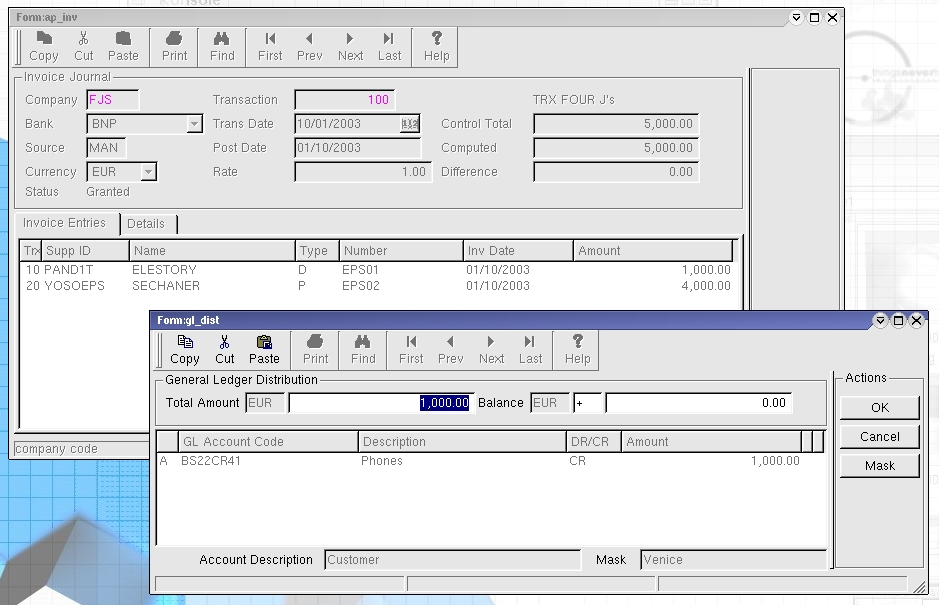 Konsole
Form:ap_inv
Copy Cut Paste Print Find First Prev Next Last Help
Invoice Journal
Company FJS Transaction 100 TRX FOUR J's
Bank BNP Trans Date 10/01/2003 Control Total 5,000.00
Source MAN Post Date 01/10/2003 Computed 5,000.00
Currency EUR Rate 1.00 Difference 0.00
Status Granted
Invoice Entries Details
Trx Supp ID Name Type Number Inv Date Amount
10 PAND1T ELESTORY D EPS01 01/10/2003 1,000.00
20 YOSOEPS SECHANER P EPS02 01/10/2003 4,000.00
company code
Form:gl_dist
Copy Cut Paste Print Find First Prev Next Last Help
General Ledger Distribution
Total Amount EUR 1,000.00 Balance EUR + 0.00
GL Account Code Description DR/CR Amount
A BS22CR41 Phones CR 1,000.00
Account Description Customer Mask Venice
Actions
OK
Cancel
Mask